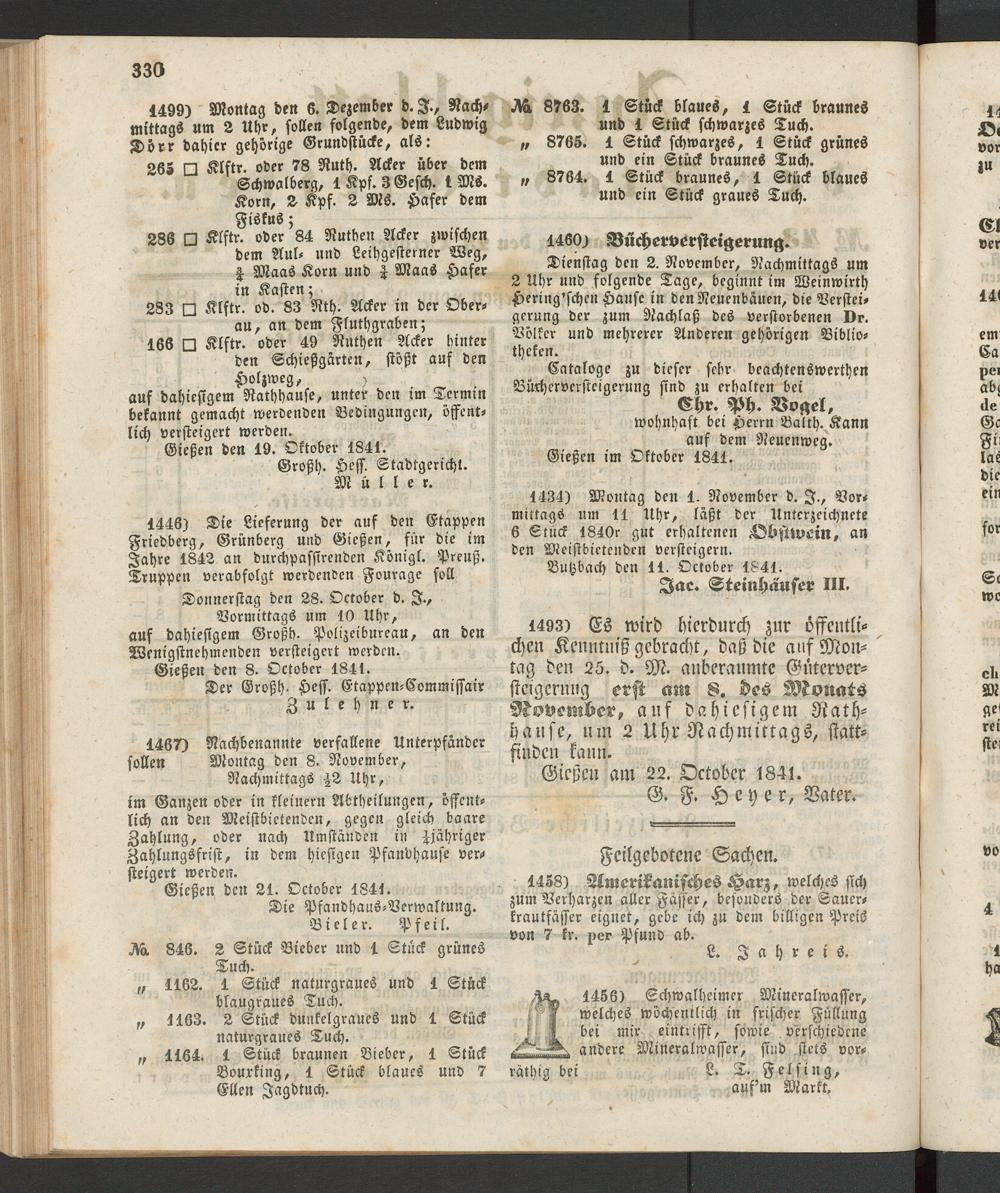 330
1499) Montag den 6. Dezember d. J., Nach-
mittags um 2 Uhr, sollen folgende, dem Ludwig
Dörr dahier gehörige Grundstücke, als:
265 □ Klftr. oder 78 Ruth. Acker über dem
Schwalberg, 1 Kpf. 3 Gesch. 1 Ms.
Korn, 2 Kpf. 2 Ms. Hafer dem
Fiskus;
286 □ Klftr. oder 84 Ruthen Acker zwischen
dem Aul- und Leihgesterner Weg,
¾ Maas Korn und ¾ Maas Hafer
in Kasten;
283 □ Klftr. od. 83 Rth. Acker in der Ober-
au, an dem Fluthgraben;
166 □ Klftr. oder 49 Ruthen Acker hinter
den Schießgärten, stößt auf den
Holzweg,
auf dahiesigem Rathhause, unter den im Termin
bekannt gemacht werdenden Bedingungen, öffent-
lich versteigert werden.
Gießen den 19. Oktober 1841.
Großh. Hess. Stadtgericht.
Müller.
1446) Die Lieferung der auf den Etappen
Friedberg, Grünberg und Gießen, für die im
Jahre 1842 an durchpassirenden Königl. Preuß.
Truppen verabfolgt werdenden Fourage soll
Donnerstag den 28. October d. J.,
Vormittags um 10 Uhr,
auf dahiesigem Großh. Polizeibureau, an den
Wenigstnehmenden versteigert werden.
Gießen den 8. October 1841.
Der Großh. Hess. Etappen-Commissair
Zulehner.
1467) Nachbenannte verfallene Unterpfänder
sollen Montag den 8. November,
Nachmittags ½2 Uhr,
im Ganzen oder in kleinern Abtheilungen, öffent-
lich an den Meistbietenden, gegen gleich baare
Zahlung, oder nach Umständen in ¼jähriger
Zahlungsfrist, in dem hiesigen Pfandhause ver-
steigert werden.
Gießen den 21. October 1841.
Die Pfandhaus-Verwaltung.
Bieler. Pfeil.
No. 846. 2 Stück Bieber und 1 Stück grünes
Tuch.
„ 1162. 1 Stück naturgraues und 1 Stück
blaugraues Tuch.
„ 1163. 2 Stück dunkelgraues und 1 Stück
naturgraues Tuch.
„ 1164. 1 Stück braunen Bieber, 1 Stück
Bouxking, 1 Stück blaues und 7
Ellen Jagdtuch.
No. 8763. 1 Stück blaues, 1 Stück braunes
und 1 Stück schwarzes Tuch.
„ 8765. 1 Stück schwarzes, 1 Stück grünes
und ein Stück braunes Tuch.
„ 8764. 1 Stück braunes, 1 Stück blaues
und ein Stück graues Tuch.
1460) Bücherversteigerung.
Dienstag den 2. November, Nachmittags um
2 Uhr und folgende Tage, beginnt im Weinwirth
Hering'schen Hause in den Neuenbäuen, die Verstei-
gerung der zum Nachlaß des verstorbenen Dr.
Völker und mehrerer Anderen gehörigen Biblio-
theken.
Cataloge zu dieser sehr beachtenswerthen
Bücherversteigerung sind zu erhalten bei
Chr. Ph. Vogel,
wohnhaft bei Herrn Balth. Kann
auf dem Neuenweg.
Gießen im Oktober 1841.
1434) Montag den 1. November d. J., Vor-
mittags um 11 Uhr, läßt der Unterzeichnete
6 Stück 1840r gut erhaltenen Obstwein, an
den Meistbietenden versteigern.
Butzbach den 11. October 1841.
Jac. Steinhäuser III.
1493) Es wird hierdurch zur öffentli-
chen Kenntniß gebracht, daß die auf Mon-
tag den 25. d. M. anberaumte Güterver-
steigerung erst am 8. des Monats
November, auf dahiesigem Rath-
hause, um 2 Uhr Nachmittags, statt-
finden kann.
Gießen am 22. October 1841.
G. F. Heyer, Vater.
Feilgebotene Sachen.
1458) Amerikanisches Harz, welches sich
zum Verharzen aller Fässer, besonders der Sauer-
krautfässer eignet, gebe ich zu dem billigen Preis
von 7 kr. per Pfund ab.
L. Jahreis.
1456) Schwalheimer Mineralwasser,
welches wöchentlich in frischer Füllung
bei mir eintrifft, sowie verschiedene
andere Mineralwasser, sind stets vor-
räthig bei L. T. Felsing,
auf'm Markt.